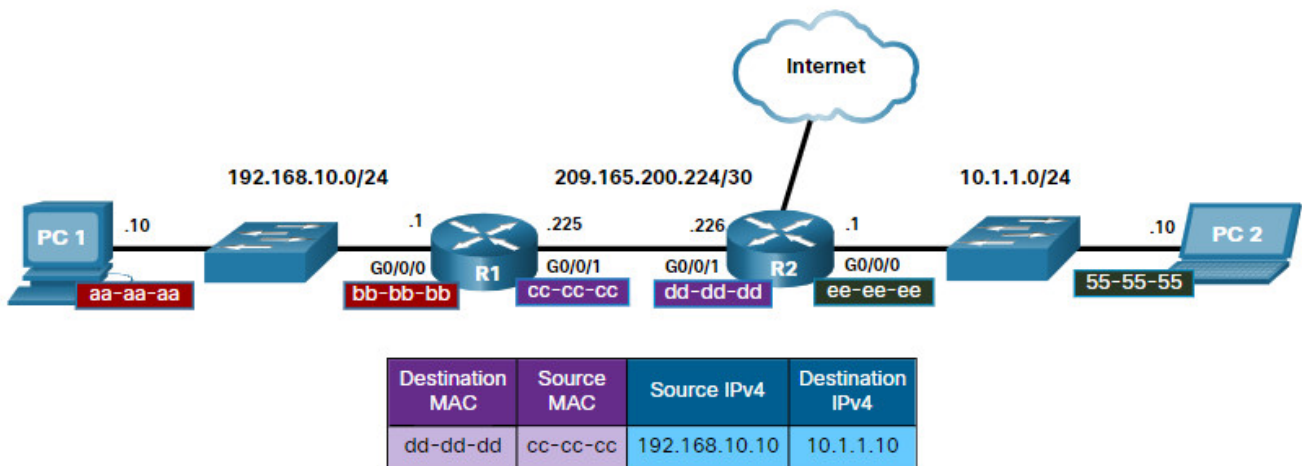 Internet
192.168.10.0/24
209.165.200.224/30
10.1.1.0/24
PC 1
.10
.1
R1
.225
.226
R2
.1
.10
PC 2
G0/0/0
G0/0/1
G0/0/1
G0/0/0
aa-aa-aa
bb-bb-bb
cc-cc-cc
dd-dd-dd
ee-ee-ee
55-55-55
Destination MAC
Source MAC
Source IPv4
Destination IPv4
dd-dd-dd
cc-cc-cc
192.168.10.10
10.1.1.10